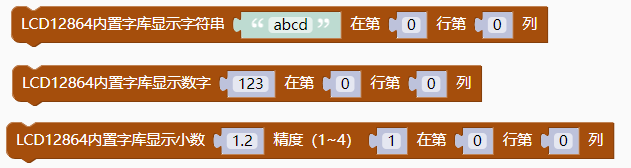 LCD12864内置字库显示字符串 “ abcd ” 在第 0 行第 0 列
LCD12864内置字库显示数字 123 在第 0 行第 0 列
LCD12864内置字库显示小数 1.2 精度（1~4） 1 在第 0 行第 0 列